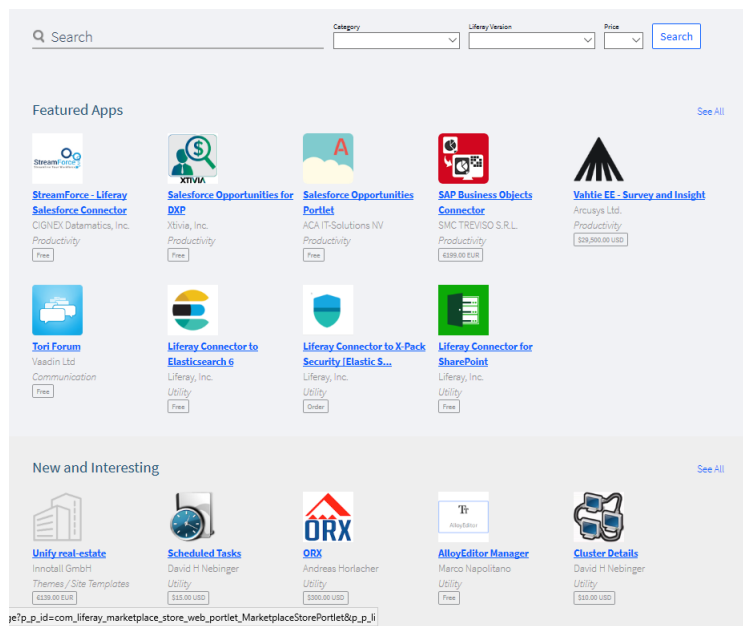 Category
Liferay Version
Price
Search
Search
Featured Apps
See All
StreamForce
XTIVIA
A
StreamForce - Liferay
Salesforce Connector
CIGNEX Datamatics, Inc.
Productivity
Free
Salesforce Opportunities for
DXP
Xtivia, Inc.
Productivity
Free
Salesforce Opportunities
Portlet
ACA IT-Solutions NV
Productivity
Free
SAP Business Objects
Connector
SMC TREVISO S.R.L.
Productivity
€199.00 EUR
Vahtie EE - Survey and Insight
Arcusys Ltd.
Productivity
$29,500.00 USD
Tori Forum
Vaadin Ltd
Communication
Free
Liferay Connector to
Elasticsearch 6
Liferay, Inc.
Utility
Free
Liferay Connector to X-Pack
Security [Elastic S...
Liferay, Inc.
Utility
Order
Liferay Connector for
SharePoint
Liferay, Inc.
Utility
Free
New and Interesting
See All
ORX
Tr
AlloyEditor
Unify real-estate
Innotall GmbH
Themes / Site Templates
€139.00 EUR
Scheduled Tasks
David H Nebinger
Utility
$15.00 USD
ORX
Andreas Horlacher
Utility
$300.00 USD
AlloyEditor Manager
Marco Napolitano
Utility
Free
Cluster Details
David H Nebinger
Utility
$10.00 USD
ge?p_p_id=com_liferay_marketplace_store_web_portlet_MarketplaceStorePortlet&p_p_li